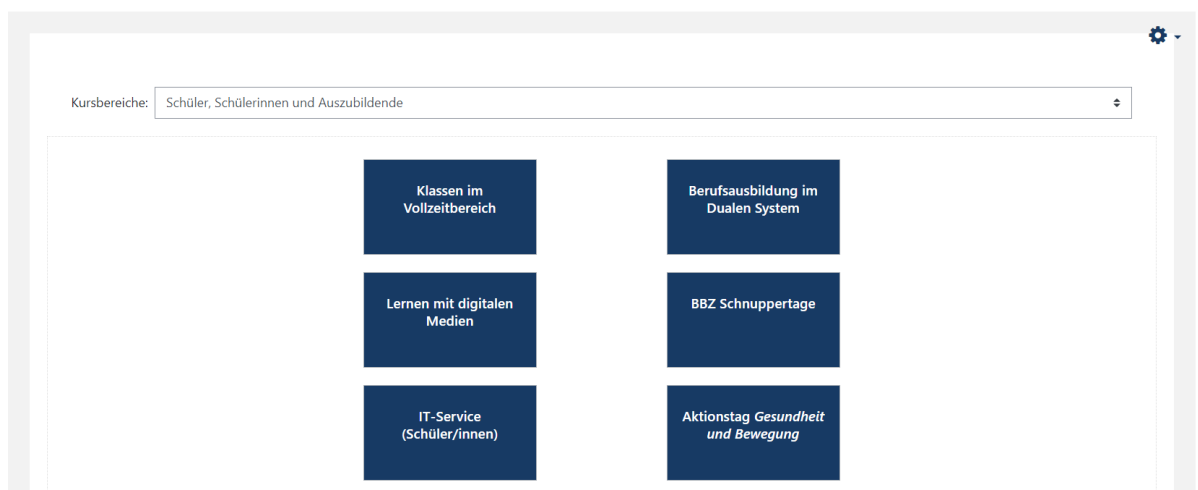 Kursbereiche: Schüler, Schülerinnen und Auszubildende
Klassen im
Vollzeitbereich
Berufsausbildung im
Dualen System
Lernen mit digitalen
Medien
BBZ Schnuppertage
IT-Service
(Schüler/innen)
Aktionstag Gesundheit
und Bewegung